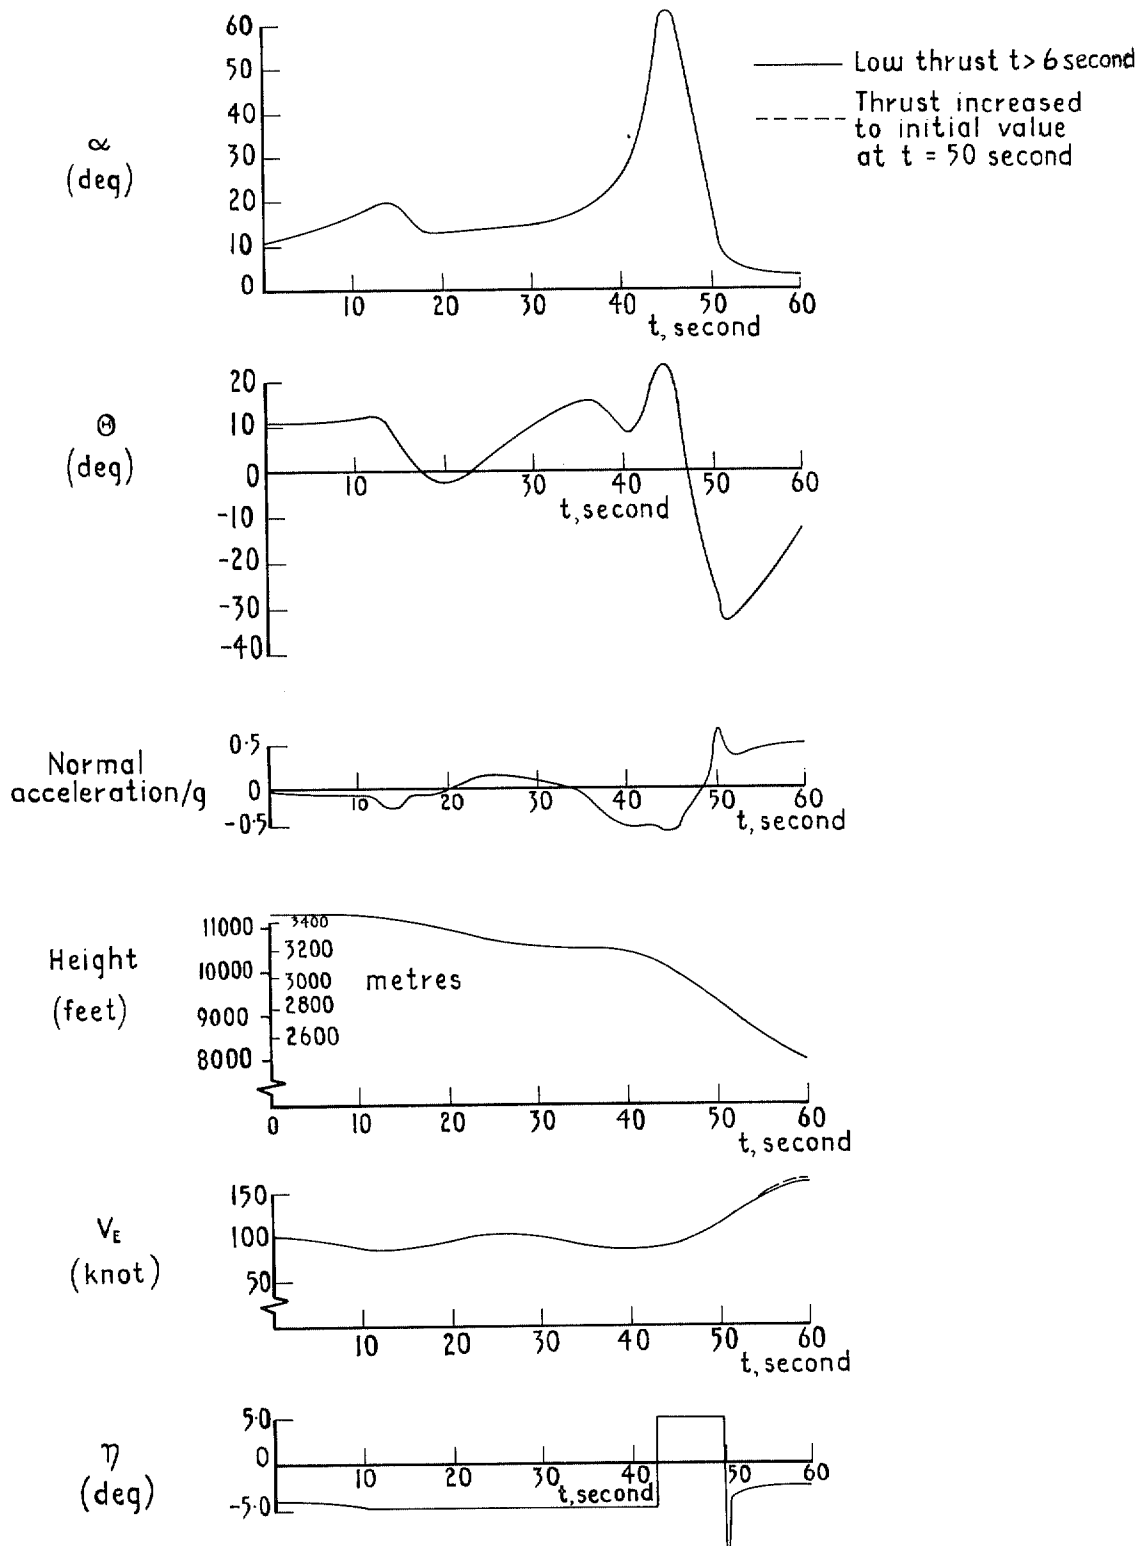 60
50
40
30
20
10
0
α
(deg)
10 20 30 40 50 60
t, second
Low thrust t> 6 second
Thrust increased
to initial value
at t = 50 second
20
10
0
-10
-20
-30
-40
Θ
(deg)
10 30 40 50 60
t, second
Normal
acceleration/g
0·5
0
-0·5
10 20 30 40 50 60
t, second
Height
(feet)
11000
10000
9000
8000
3400
3200
3000
2800
2600
metres
0 10 20 30 40 50 60
t, second
V_E
(knot)
150
100
50
10 20 30 40 50 60
t, second
η
(deg)
5·0
0
-5·0
10 20 30 40 50 60
t, second